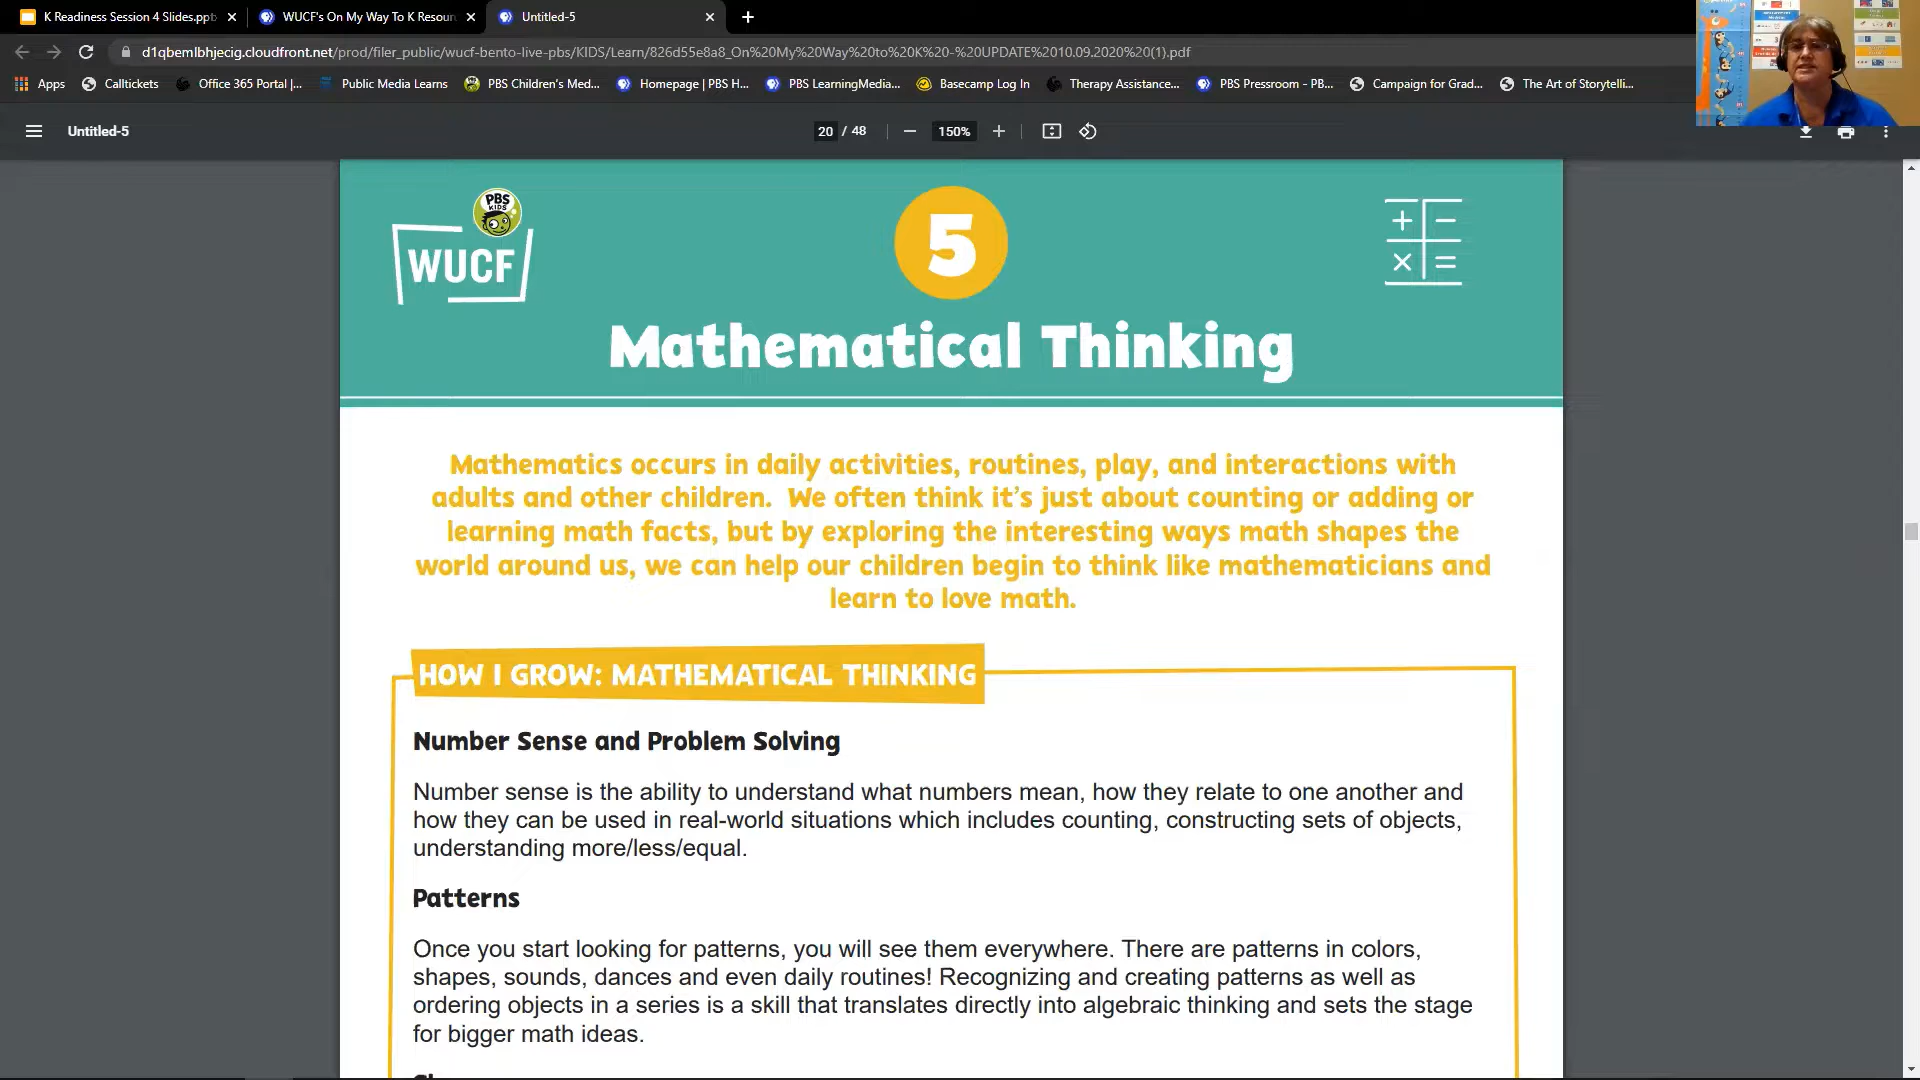 K Readiness Session 4 Slides.ppt
WUCF's On My Way To K Resour
Untitled-5
d1qbemlbhjecig.cloudfront.net/prod/filer_public/wucf-bento-live-pbs/KIDS/Learn/826d55e8a8_On%20My%20Way%20to%20K%20-%20UPDATE%2010.09.2020%20(1).pdf
Apps
Calltickets
Office 365 Portal |...
Public Media Learns
PBS Children's Med...
Homepage | PBS H...
PBS LearningMedia...
Basecamp Log In
Therapy Assistance...
PBS Pressroom - PB...
Campaign for Grad...
The Art of Storytelli...
Untitled-5
20 / 48
150%
PBS
KIDS
WUCF
5
+ −
× =
Mathematical Thinking
Mathematics occurs in daily activities, routines, play, and interactions with
adults and other children. We often think it's just about counting or adding or
learning math facts, but by exploring the interesting ways math shapes the
world around us, we can help our children begin to think like mathematicians and
learn to love math.
HOW I GROW: MATHEMATICAL THINKING
Number Sense and Problem Solving
Number sense is the ability to understand what numbers mean, how they relate to one another and
how they can be used in real-world situations which includes counting, constructing sets of objects,
understanding more/less/equal.
Patterns
Once you start looking for patterns, you will see them everywhere. There are patterns in colors,
shapes, sounds, dances and even daily routines! Recognizing and creating patterns as well as
ordering objects in a series is a skill that translates directly into algebraic thinking and sets the stage
for bigger math ideas.